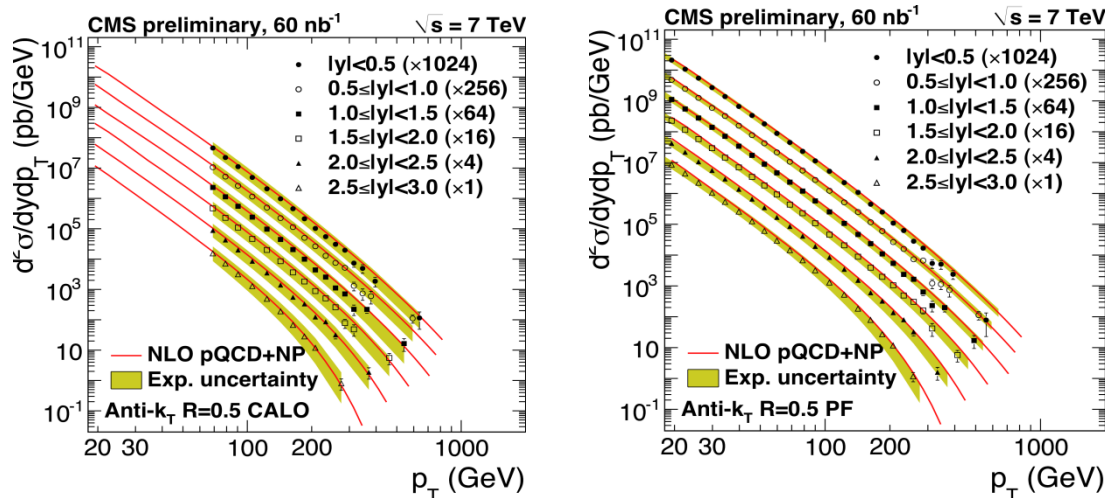 CMS preliminary, 60 nb⁻¹ √s = 7 TeV
d²σ/dydp_T (pb/GeV)
10¹¹
10⁹
10⁷
10⁵
10³
10
10⁻¹
|y|<0.5 (×1024)
0.5≤|y|<1.0 (×256)
1.0≤|y|<1.5 (×64)
1.5≤|y|<2.0 (×16)
2.0≤|y|<2.5 (×4)
2.5≤|y|<3.0 (×1)
NLO pQCD+NP
Exp. uncertainty
Anti-k_T R=0.5 CALO
20 30 100 200 1000
p_T (GeV)
CMS preliminary, 60 nb⁻¹ √s = 7 TeV
d²σ/dydp_T (pb/GeV)
10¹¹
10⁹
10⁷
10⁵
10³
10
10⁻¹
|y|<0.5 (×1024)
0.5≤|y|<1.0 (×256)
1.0≤|y|<1.5 (×64)
1.5≤|y|<2.0 (×16)
2.0≤|y|<2.5 (×4)
2.5≤|y|<3.0 (×1)
NLO pQCD+NP
Exp. uncertainty
Anti-k_T R=0.5 PF
20 30 100 200 1000
p_T (GeV)